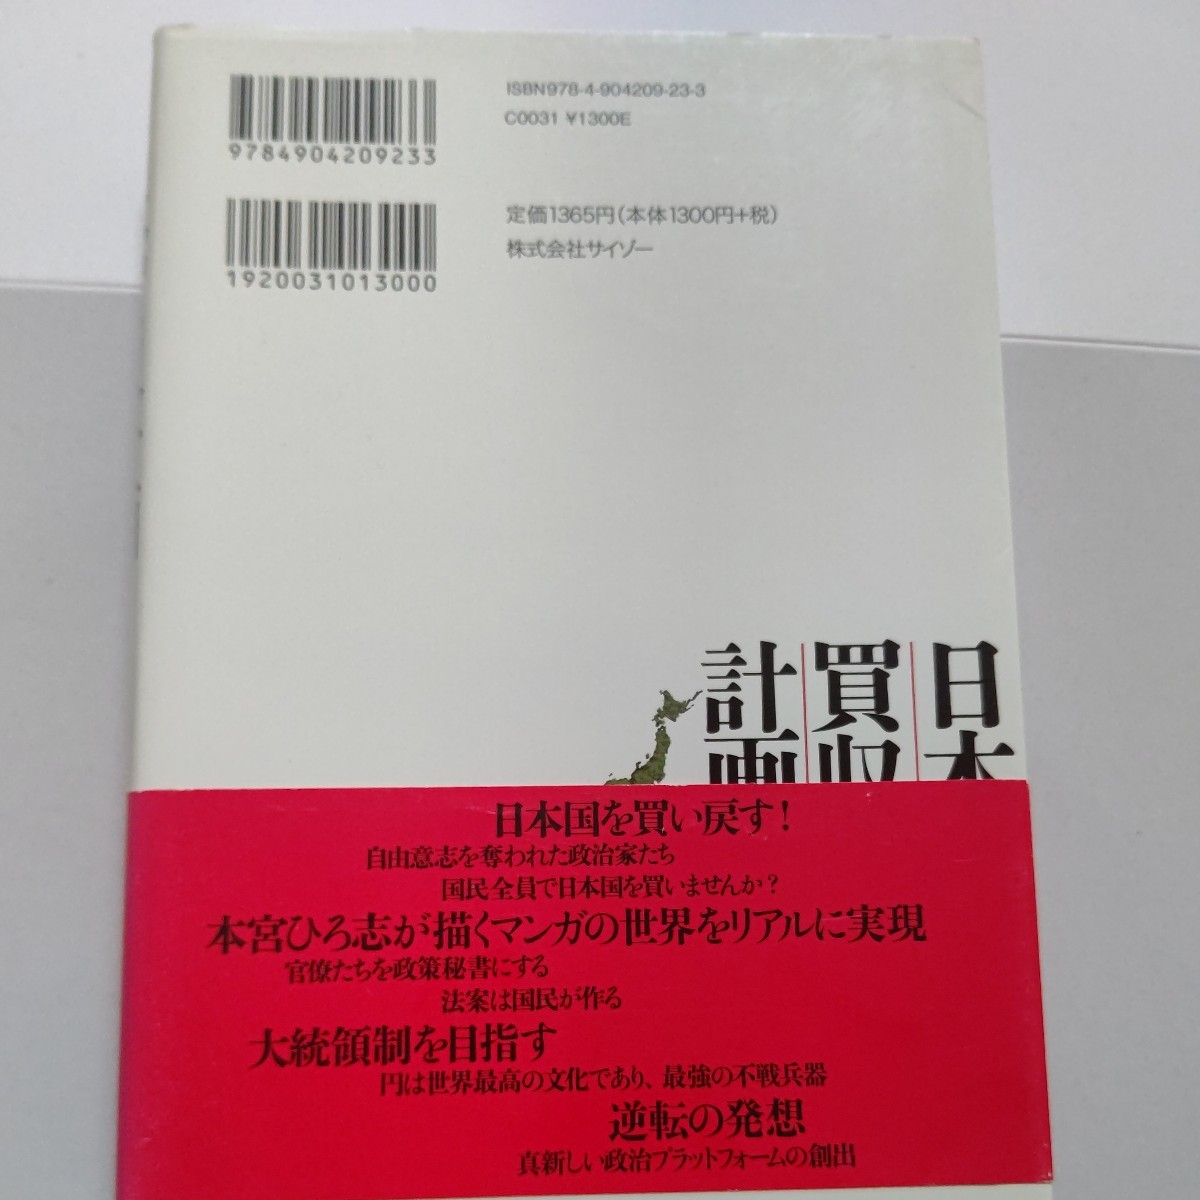 ISBN978-4-904209-23-3
C0031 ¥1300E
9784904209233
定価1365円(本体1300円+税)
株式会社サイゾー
1920031013000
日本
買収
計画
日本国を買い戻す!
自由意志を奪われた政治家たち
国民全員で日本国を買いませんか?
本宮ひろ志が描くマンガの世界をリアルに実現
官僚たちを政策秘書にする
法案は国民が作る
大統領制を目指す
円は世界最高の文化であり、最強の不戦兵器
逆転の発想
真新しい政治プラットフォームの創出